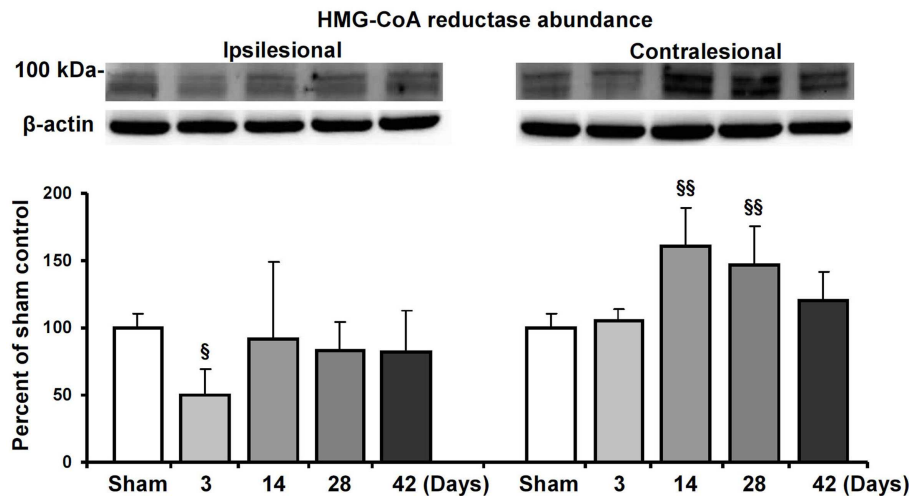 HMG-CoA reductase abundance
Ipsilesional Contralesional
100 kDa-
β-actin
Percent of sham control
200
150
100
50
0
§
§§
§§
Sham 3 14 28 42 (Days) Sham 3 14 28 42 (Days)